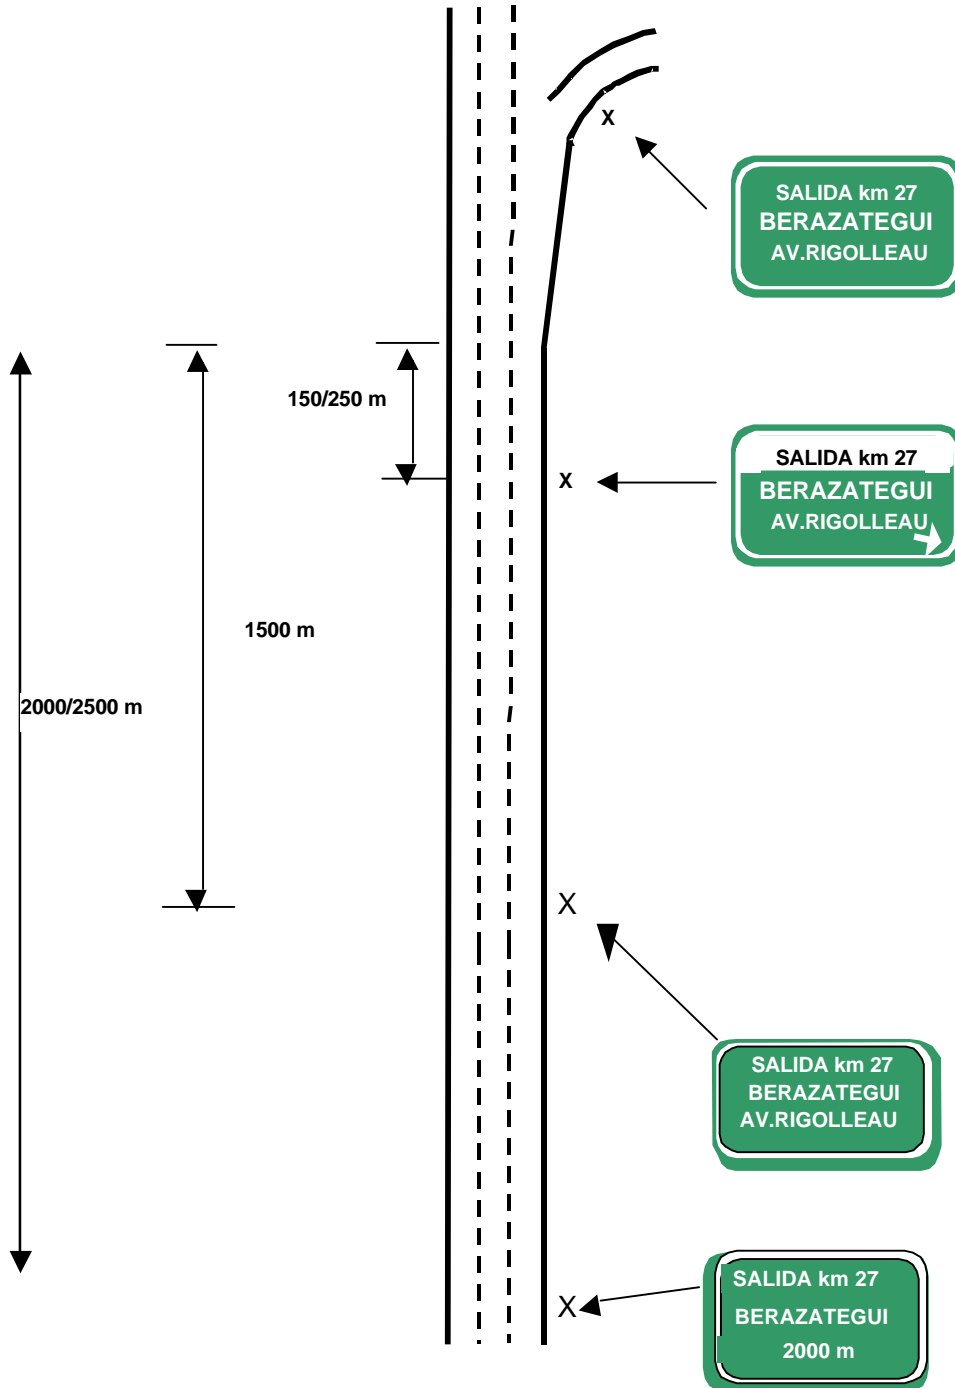 X
SALIDA km 27
BERAZATEGUI
AV.RIGOLLEAU
150/250 m
X
SALIDA km 27
BERAZATEGUI
AV.RIGOLLEAU
1500 m
2000/2500 m
X
SALIDA km 27
BERAZATEGUI
AV.RIGOLLEAU
X
SALIDA km 27
BERAZATEGUI
2000 m